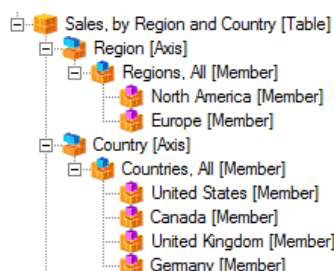 Sales, by Region and Country [Table]
Region [Axis]
Regions, All [Member]
North America [Member]
Europe [Member]
Country [Axis]
Countries, All [Member]
United States [Member]
Canada [Member]
United Kingdom [Member]
Germany [Member]